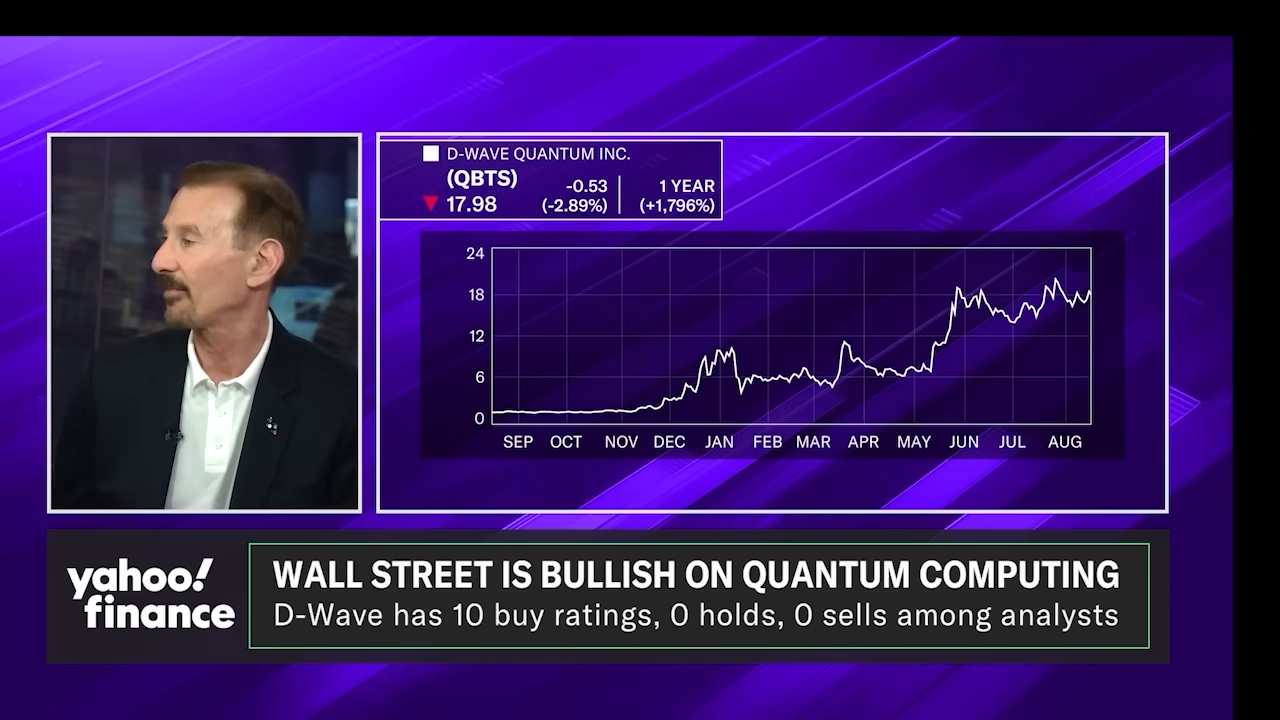 D-WAVE QUANTUM INC.
(QBTS)
17.98
-0.53
(-2.89%)
1 YEAR
(+1,796%)
24
18
12
6
0
SEP OCT NOV DEC JAN FEB MAR APR MAY JUN JUL AUG
yahoo!
finance
WALL STREET IS BULLISH ON QUANTUM COMPUTING
D-Wave has 10 buy ratings, 0 holds, 0 sells among analysts